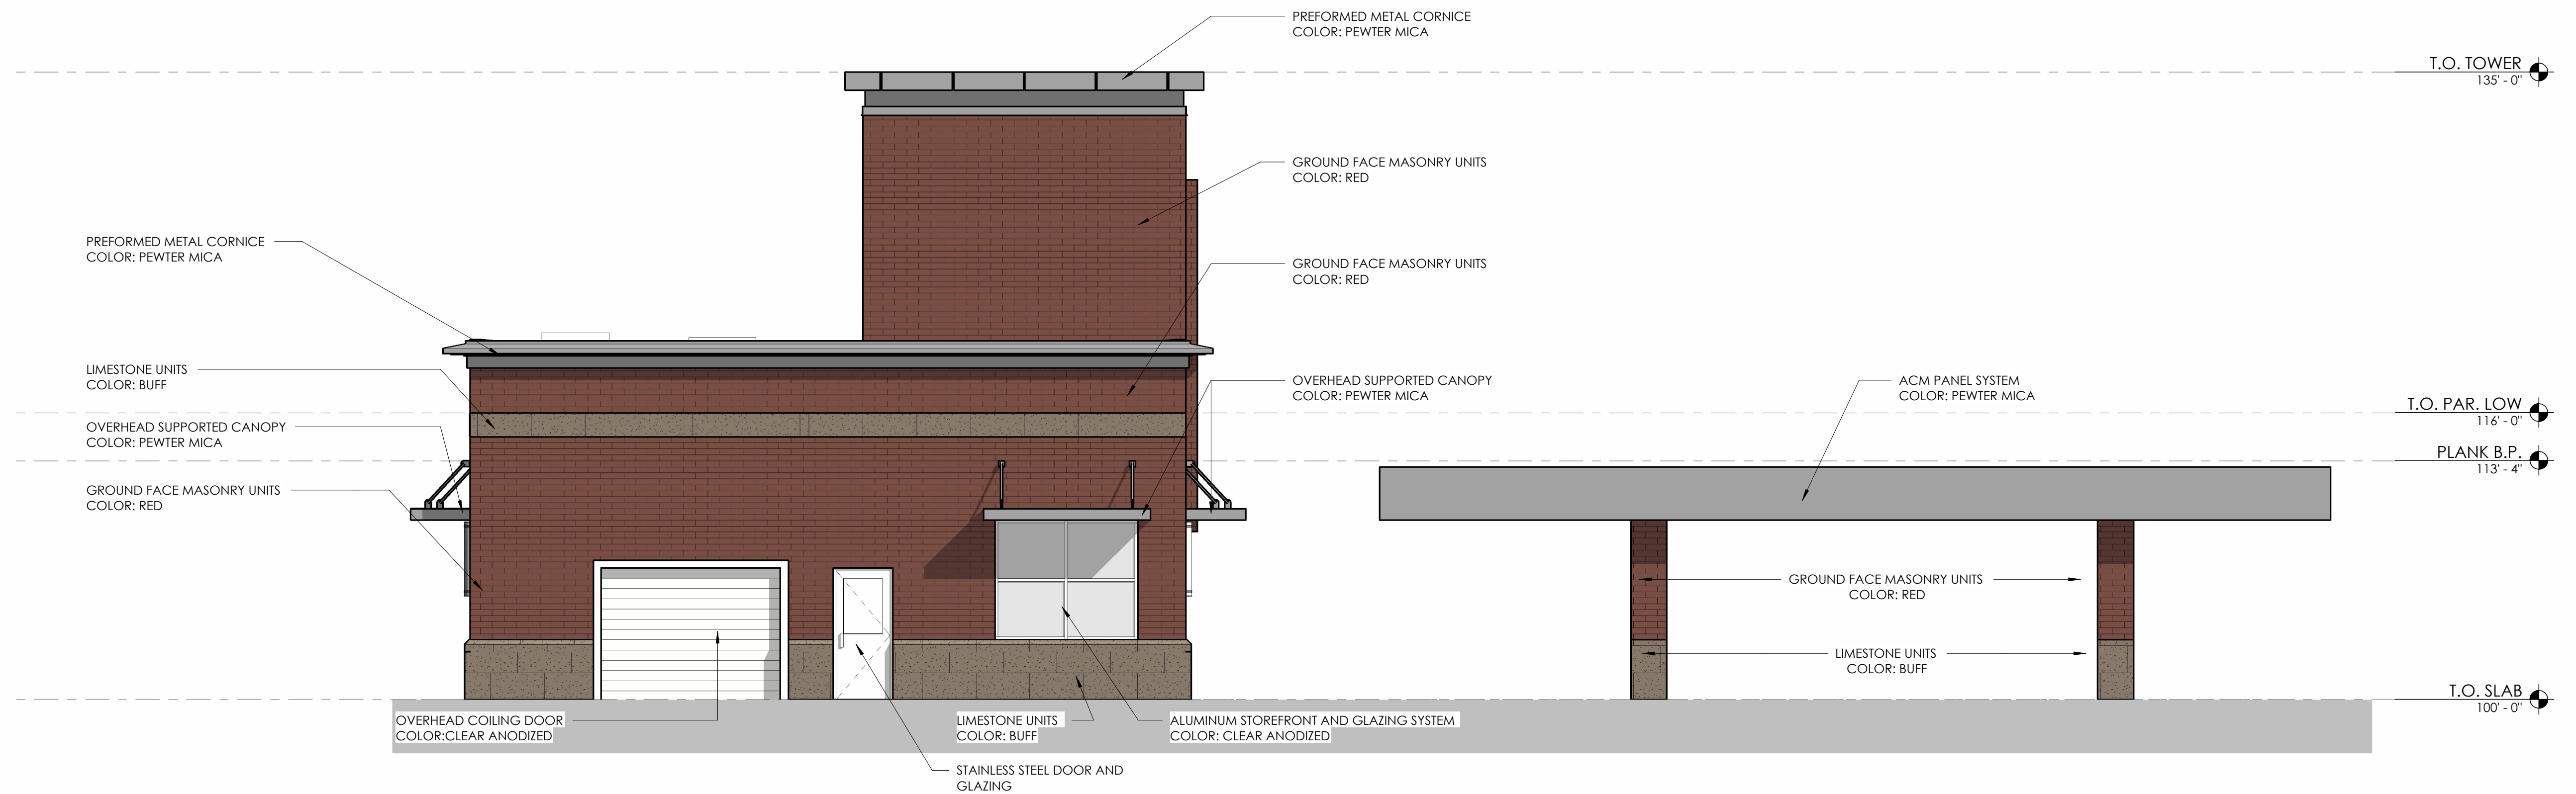 PREFORMED METAL CORNICE
COLOR: PEWTER MICA
T.O. TOWER
135' - 0"
GROUND FACE MASONRY UNITS
COLOR: RED
PREFORMED METAL CORNICE
COLOR: PEWTER MICA
GROUND FACE MASONRY UNITS
COLOR: RED
LIMESTONE UNITS
COLOR: BUFF
OVERHEAD SUPPORTED CANOPY
COLOR: PEWTER MICA
ACM PANEL SYSTEM
COLOR: PEWTER MICA
T.O. PAR. LOW
116' - 0"
OVERHEAD SUPPORTED CANOPY
COLOR: PEWTER MICA
PLANK B.P.
113' - 4"
GROUND FACE MASONRY UNITS
COLOR: RED
GROUND FACE MASONRY UNITS
COLOR: RED
LIMESTONE UNITS
COLOR: BUFF
T.O. SLAB
100' - 0"
OVERHEAD COILING DOOR
COLOR:CLEAR ANODIZED
LIMESTONE UNITS
COLOR: BUFF
ALUMINUM STOREFRONT AND GLAZING SYSTEM
COLOR: CLEAR ANODIZED
STAINLESS STEEL DOOR AND
GLAZING